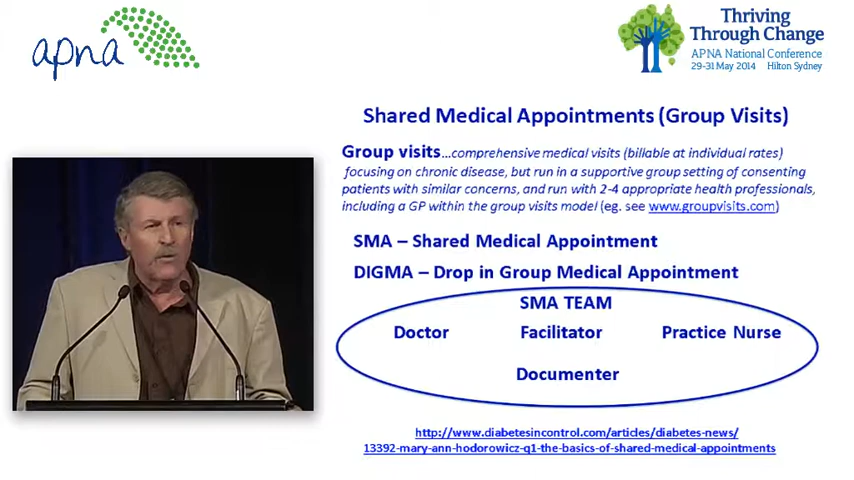 apna
Thriving
Through Change
APNA National Conference
29-31 May 2014 Hilton Sydney
Shared Medical Appointments (Group Visits)
Group visits...comprehensive medical visits (billable at individual rates)
focusing on chronic disease, but run in a supportive group setting of consenting
patients with similar concerns, and run with 2-4 appropriate health professionals,
including a GP within the group visits model (eg. see www.groupvisits.com)
SMA – Shared Medical Appointment
DIGMA – Drop in Group Medical Appointment
SMA TEAM
Doctor Facilitator Practice Nurse
Documenter
http://www.diabetesincontrol.com/articles/diabetes-news/
13392-mary-ann-hodorowicz-q1-the-basics-of-shared-medical-appointments